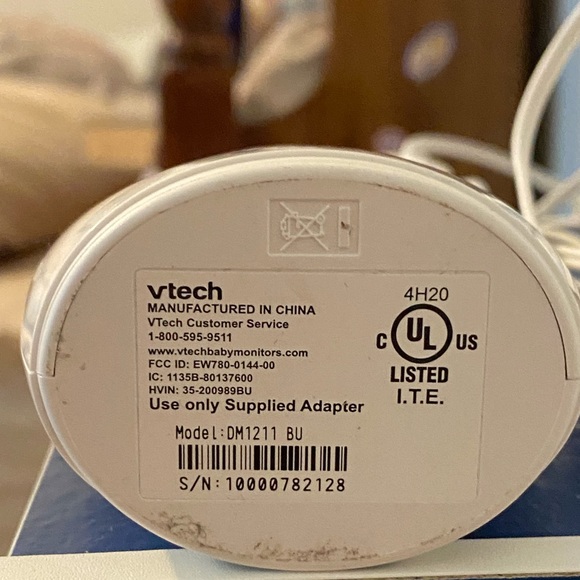 vtech
MANUFACTURED IN CHINA
VTech Customer Service
1-800-595-9511
www.vtechbabymonitors.com
FCC ID: EW780-0144-00
IC: 1135B-80137600
HVIN: 35-200989BU
Use only Supplied Adapter
4H20
C UL US
LISTED
I.T.E.
Model:DM1211 BU
S/N:10000782128